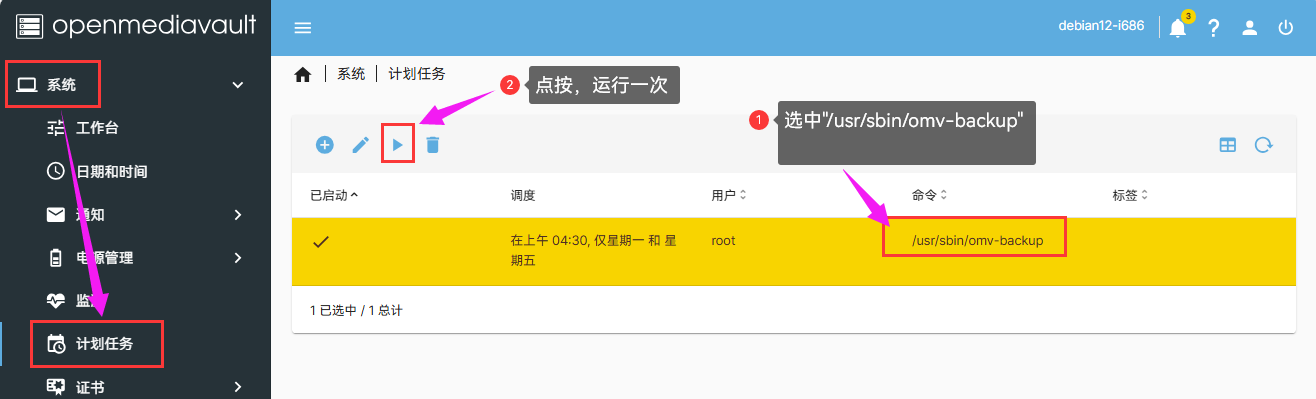 openmediavault
debian12-i686
3
系统
工作台
日期和时间
通知
电源管理
监
计划任务
证书
系统
计划任务
2
点按，运行一次
1
选中"/usr/sbin/omv-backup"
已启动
调度
用户
命令
标签
在上午 04:30, 仅星期一 和 星
期五
root
/usr/sbin/omv-backup
1 已选中 / 1 总计